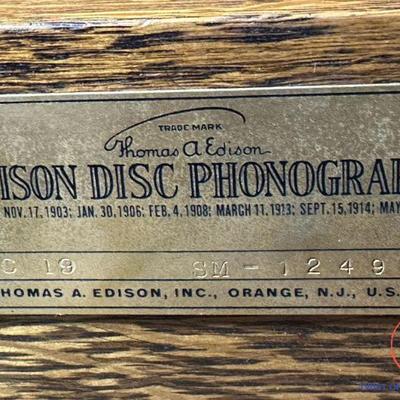 TRADE MARK
Thomas A Edison
ISON DISC PHONOGRA
NOV. 17, 1903; JAN. 30, 1906; FEB. 4, 1908; MARCH 11, 1913; SEPT. 15, 1914; MAY
C 19 SM - 1249
HOMAS A. EDISON, INC., ORANGE, N. J., U.S.